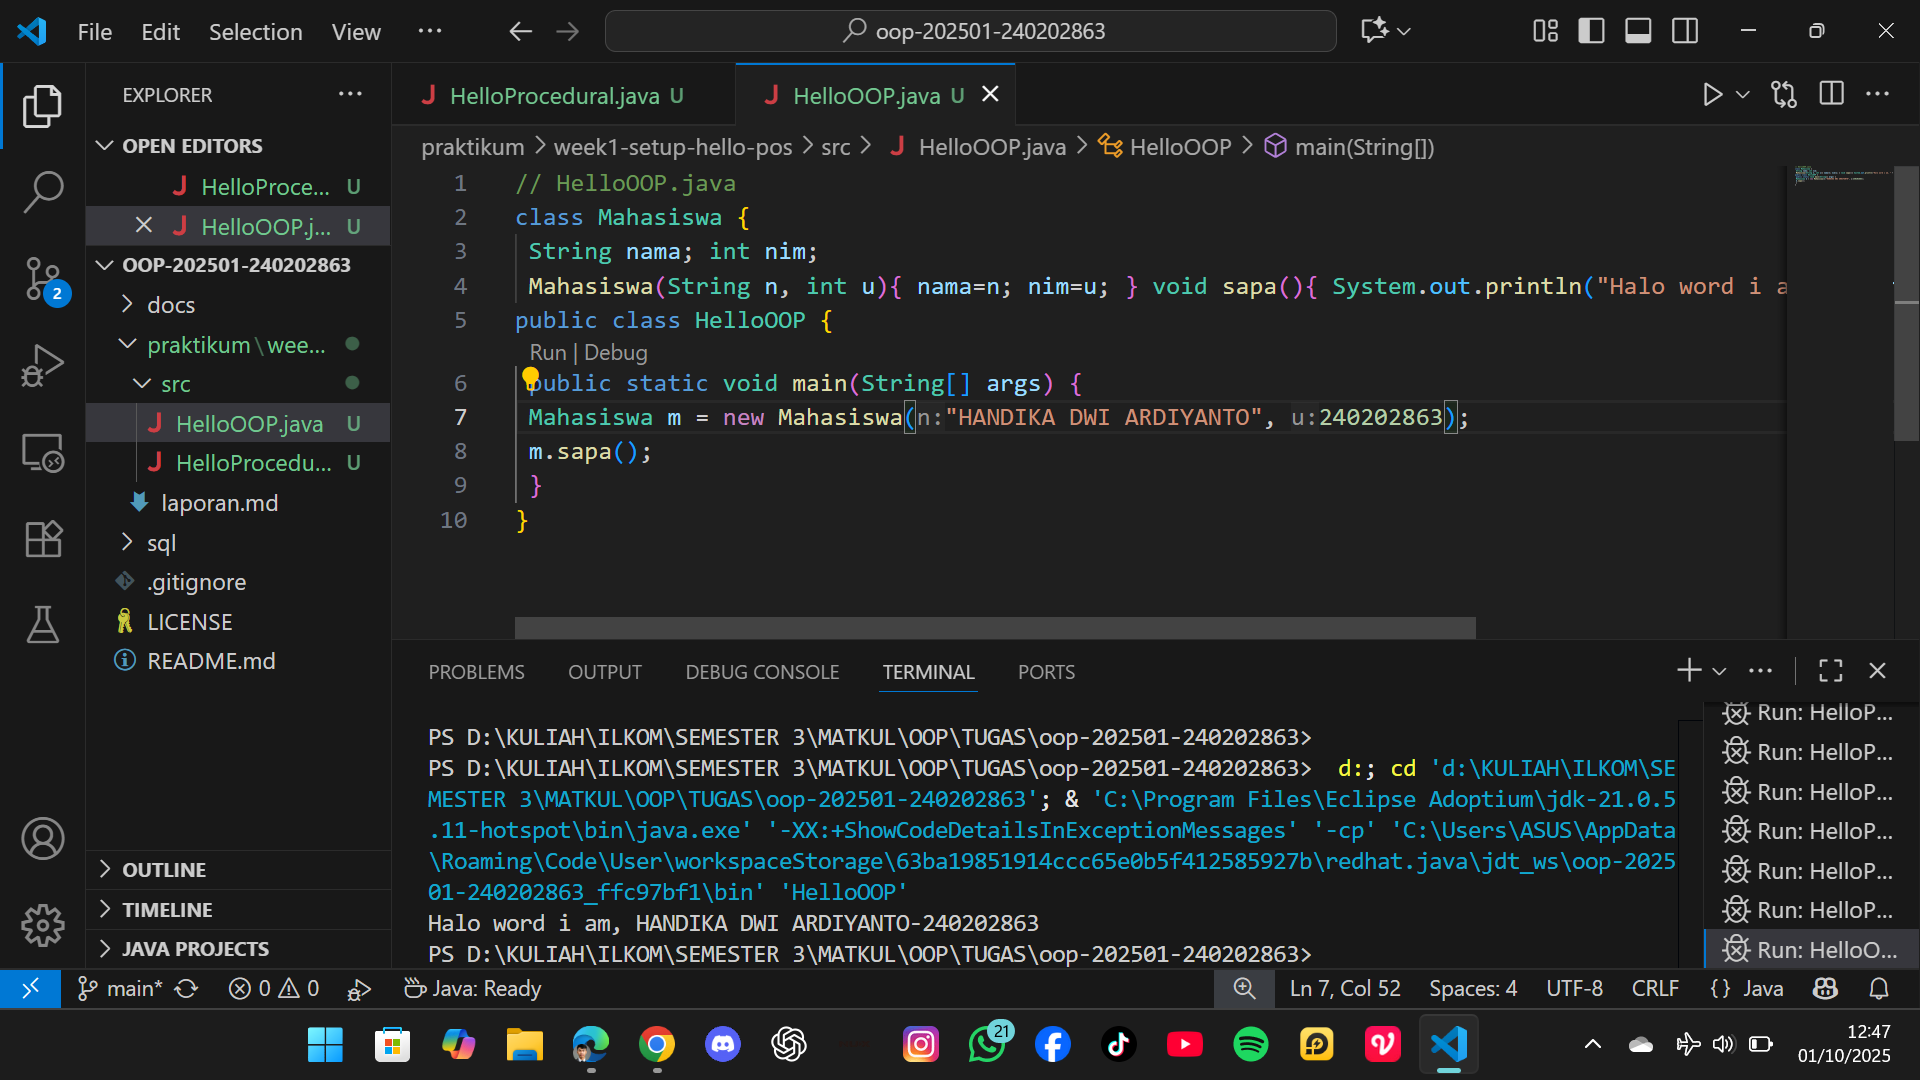 File Edit Selection View ··· oop-202501-240202863
EXPLORER ···
OPEN EDITORS
HelloProce... U
HelloOOP.j... U
OOP-202501-240202863
docs
praktikum\wee...
src
HelloOOP.java U
HelloProcedu... U
laporan.md
sql
.gitignore
LICENSE
README.md
OUTLINE
TIMELINE
JAVA PROJECTS
2
HelloProcedural.java U HelloOOP.java U
praktikum > week1-setup-hello-pos > src > HelloOOP.java > HelloOOP > main(String[])
1 // HelloOOP.java
2 class Mahasiswa {
3 String nama; int nim;
4 Mahasiswa(String n, int u){ nama=n; nim=u; } void sapa(){ System.out.println("Halo word i a
5 public class HelloOOP {
Run | Debug
6 public static void main(String[] args) {
7 Mahasiswa m = new Mahasiswa(n:"HANDIKA DWI ARDIYANTO", u:240202863);
8 m.sapa();
9 }
10 }
PROBLEMS OUTPUT DEBUG CONSOLE TERMINAL PORTS
PS D:\KULIAH\ILKOM\SEMESTER 3\MATKUL\OOP\TUGAS\oop-202501-240202863>
PS D:\KULIAH\ILKOM\SEMESTER 3\MATKUL\OOP\TUGAS\oop-202501-240202863> d:; cd 'd:\KULIAH\ILKOM\SE
MESTER 3\MATKUL\OOP\TUGAS\oop-202501-240202863'; & 'C:\Program Files\Eclipse Adoptium\jdk-21.0.5
.11-hotspot\bin\java.exe' '-XX:+ShowCodeDetailsInExceptionMessages' '-cp' 'C:\Users\ASUS\AppData
\Roaming\Code\User\workspaceStorage\63ba19851914ccc65e0b5f412585927b\redhat.java\jdt_ws\oop-2025
01-240202863_ffc97bf1\bin' 'HelloOOP'
Halo word i am, HANDIKA DWI ARDIYANTO-240202863
PS D:\KULIAH\ILKOM\SEMESTER 3\MATKUL\OOP\TUGAS\oop-202501-240202863>
Run: HelloP...
Run: HelloP...
Run: HelloP...
Run: HelloP...
Run: HelloP...
Run: HelloP...
Run: HelloO...
main* 0 0 Java: Ready Ln 7, Col 52 Spaces: 4 UTF-8 CRLF {} Java
21
12:47
01/10/2025